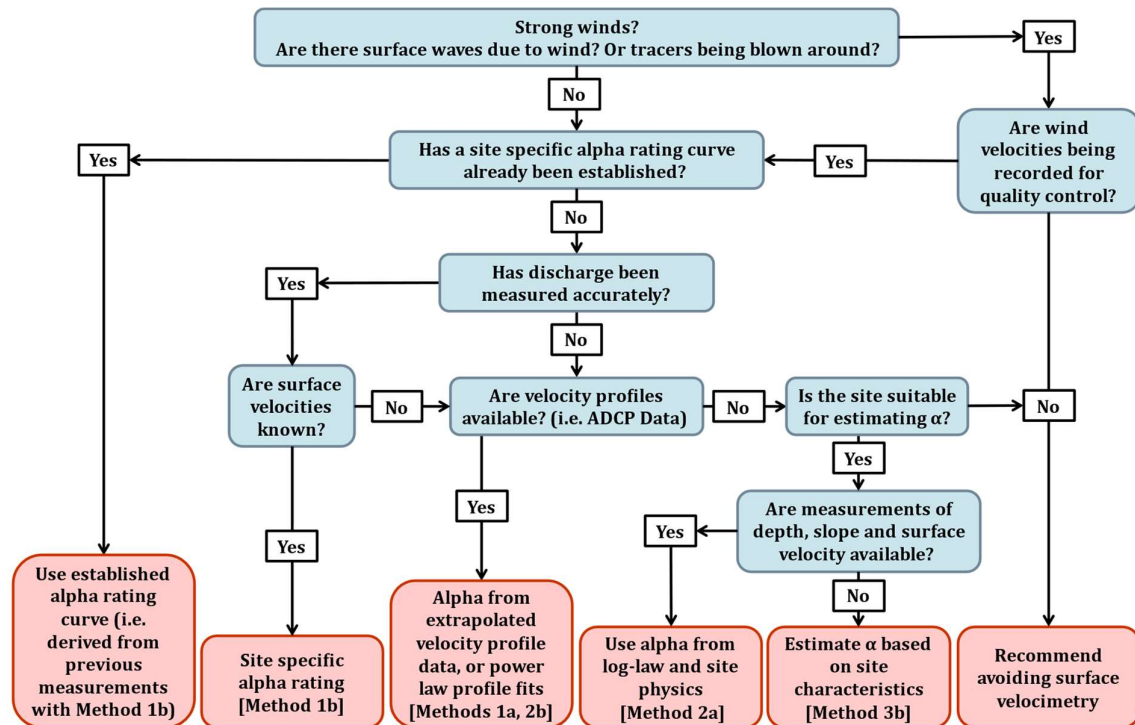 Strong winds?
Are there surface waves due to wind? Or tracers being blown around?
Yes
No
Are wind
velocities being
recorded for
quality control?
Yes
Has a site specific alpha rating curve
already been established?
Yes
No
Has discharge been
measured accurately?
Yes
No
Are surface
velocities
known?
No
Are velocity profiles
available? (i.e. ADCP Data)
No
Is the site suitable
for estimating α?
No
Yes
Yes
Yes
Are measurements of
depth, slope and surface
velocity available?
Yes
No
Use established
alpha rating
curve (i.e.
derived from
previous
measurements
with Method 1b)
Site specific
alpha rating
[Method 1b]
Alpha from
extrapolated
velocity profile
data, or power
law profile fits
[Methods 1a, 2b]
Use alpha from
log-law and site
physics
[Method 2a]
Estimate α based
on site
characteristics
[Method 3b]
Recommend
avoiding surface
velocimetry